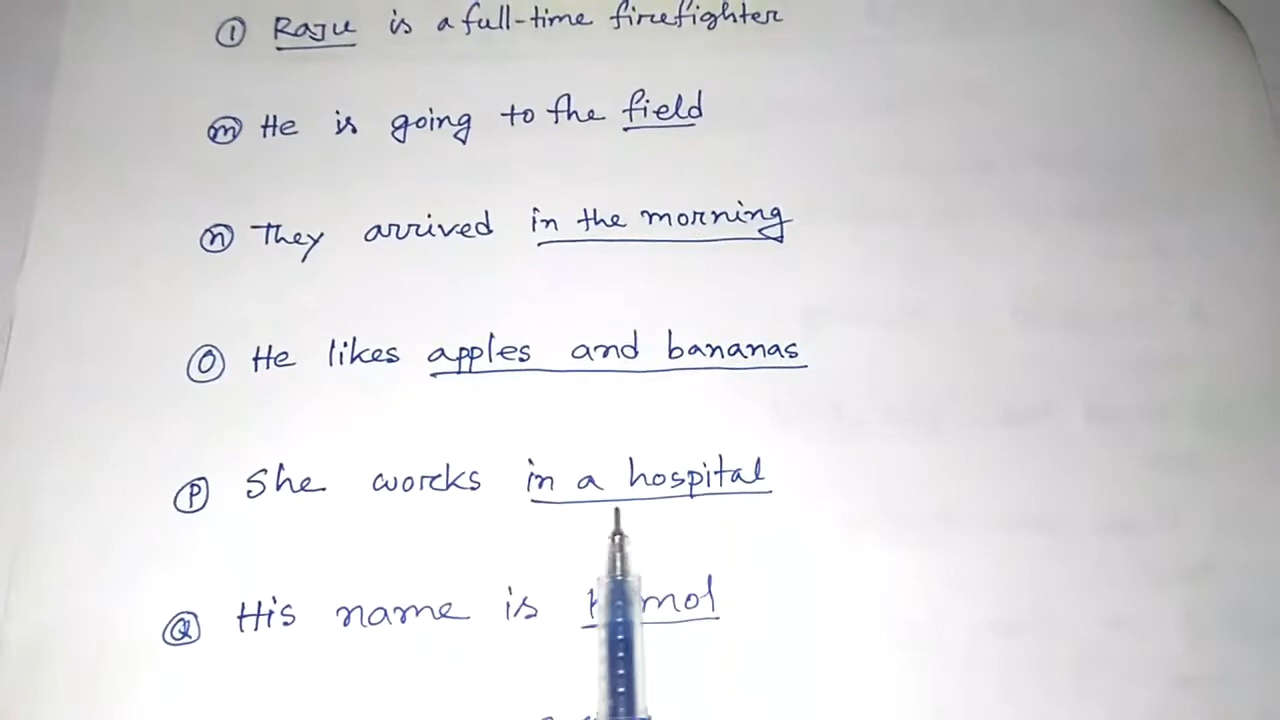 ① Raju is a full-time firefighter
ⓜ He is going to the field
ⓝ They arrived in the morning
Ⓞ He likes apples and bananas
Ⓟ She works in a hospital
Ⓠ His name is